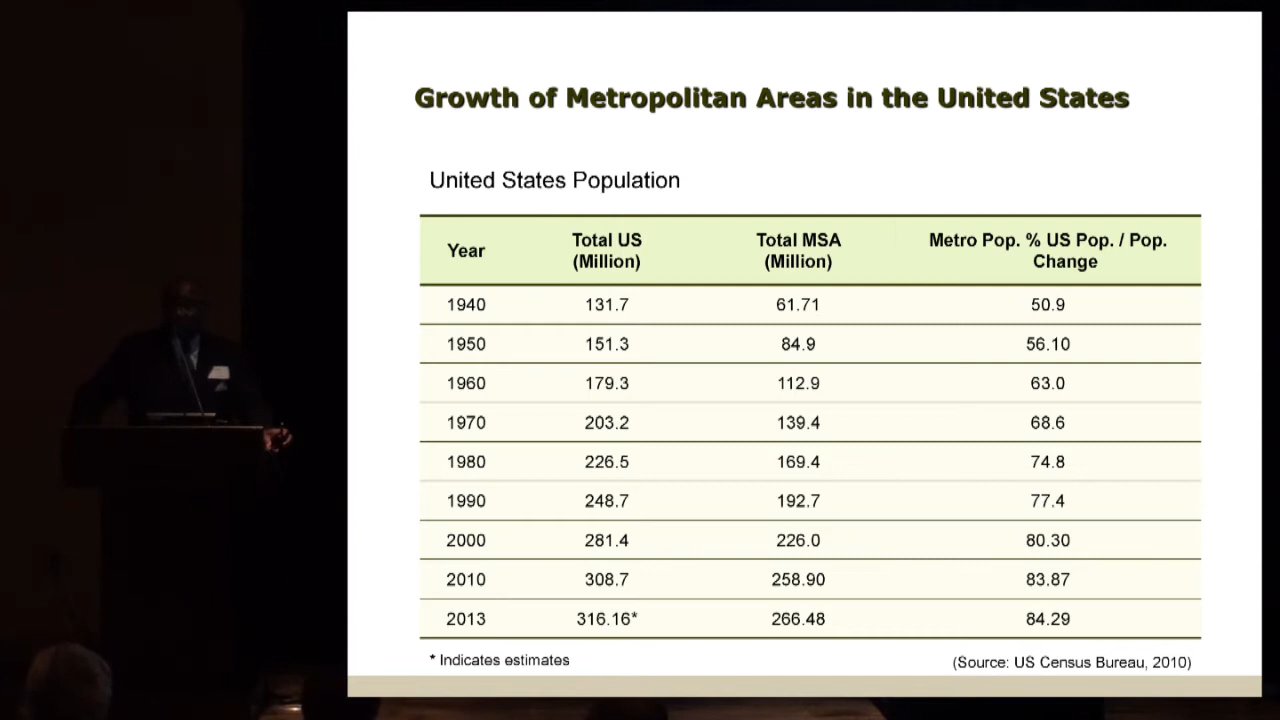 Growth of Metropolitan Areas in the United States
United States Population
Year Total US (Million) Total MSA (Million) Metro Pop. % US Pop. / Pop. Change
1940 131.7 61.71 50.9
1950 151.3 84.9 56.10
1960 179.3 112.9 63.0
1970 203.2 139.4 68.6
1980 226.5 169.4 74.8
1990 248.7 192.7 77.4
2000 281.4 226.0 80.30
2010 308.7 258.90 83.87
2013 316.16* 266.48 84.29
* Indicates estimates (Source: US Census Bureau, 2010)